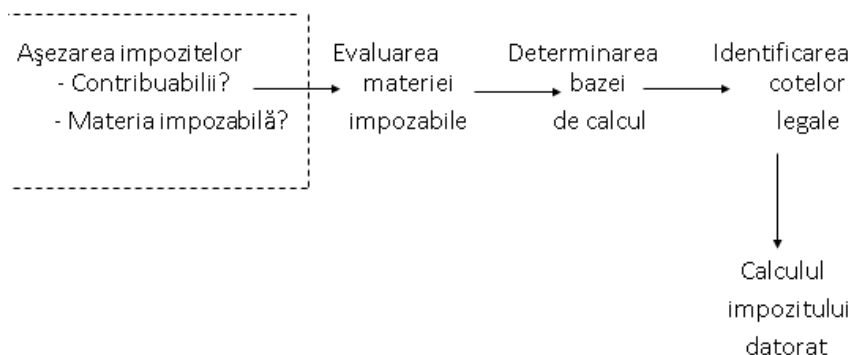 Aşezarea impozitelor
- Contribuabilii?
- Materia impozabilă?
Evaluarea
materiei
impozabile
Determinarea
bazei
de calcul
Identificarea
cotelor
legale
Calculul
impozitului
datorat